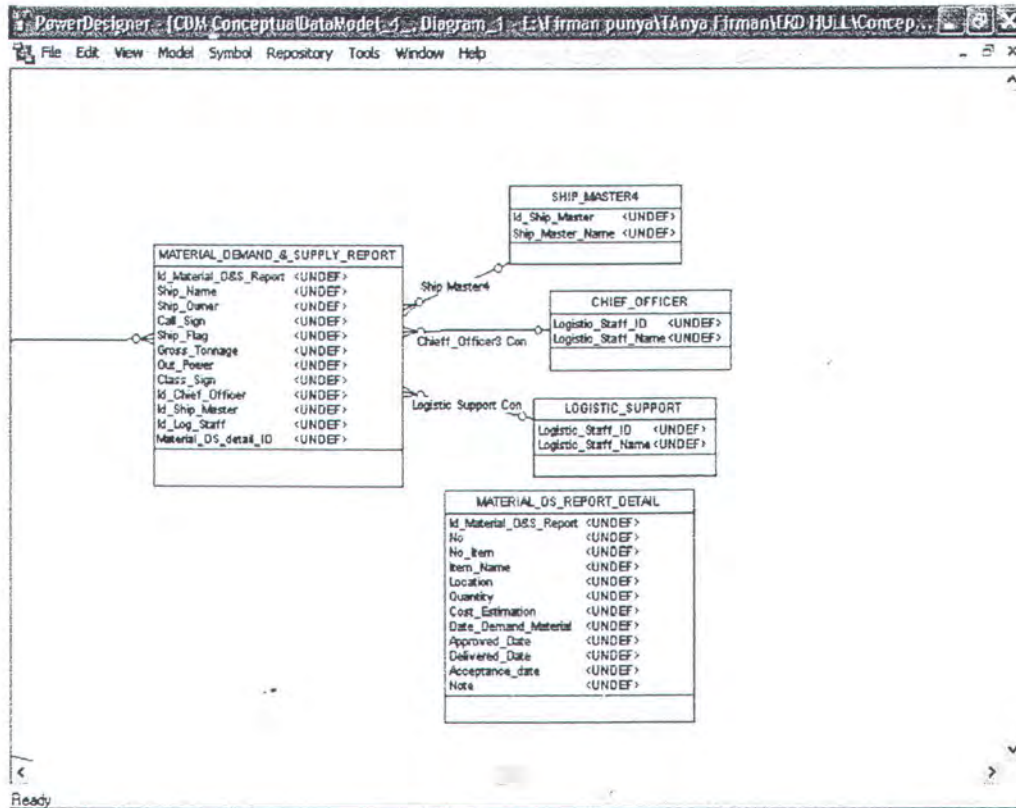 PowerDesigner - [CDM ConceptualDataModel_1_, Diagram_1 - E:\Firman punya\TAnya Firman\ERD HULL\Concep...
File Edit View Model Symbol Repository Tools Window Help
SHIP_MASTER4
Id_Ship_Master <UNDEF>
Ship_Master_Name <UNDEF>
MATERIAL_DEMAND_&_SUPPLY_REPORT
Id_Material_D&S_Report <UNDEF>
Ship_Name <UNDEF>
Ship_Owner <UNDEF>
Call_Sign <UNDEF>
Ship_Flag <UNDEF>
Gross_Tonnage <UNDEF>
Out_Power <UNDEF>
Class_Sign <UNDEF>
Id_Chief_Officer <UNDEF>
Id_Ship_Master <UNDEF>
Id_Log_Staff <UNDEF>
Material_DS_detail_ID <UNDEF>
Ship Master4
CHIEF_OFFICER
Logistic_Staff_ID <UNDEF>
Logistic_Staff_Name <UNDEF>
Chieff_Officer3 Con
Logistic Support Con
LOGISTIC_SUPPORT
Logistic_Staff_ID <UNDEF>
Logistic_Staff_Name <UNDEF>
MATERIAL_DS_REPORT_DETAIL
Id_Material_D&S_Report <UNDEF>
No <UNDEF>
No_Item <UNDEF>
Item_Name <UNDEF>
Location <UNDEF>
Quantity <UNDEF>
Cost_Estimation <UNDEF>
Date_Demand_Material <UNDEF>
Approved_Date <UNDEF>
Delivered_Date <UNDEF>
Acceptance_date <UNDEF>
Note <UNDEF>
Ready